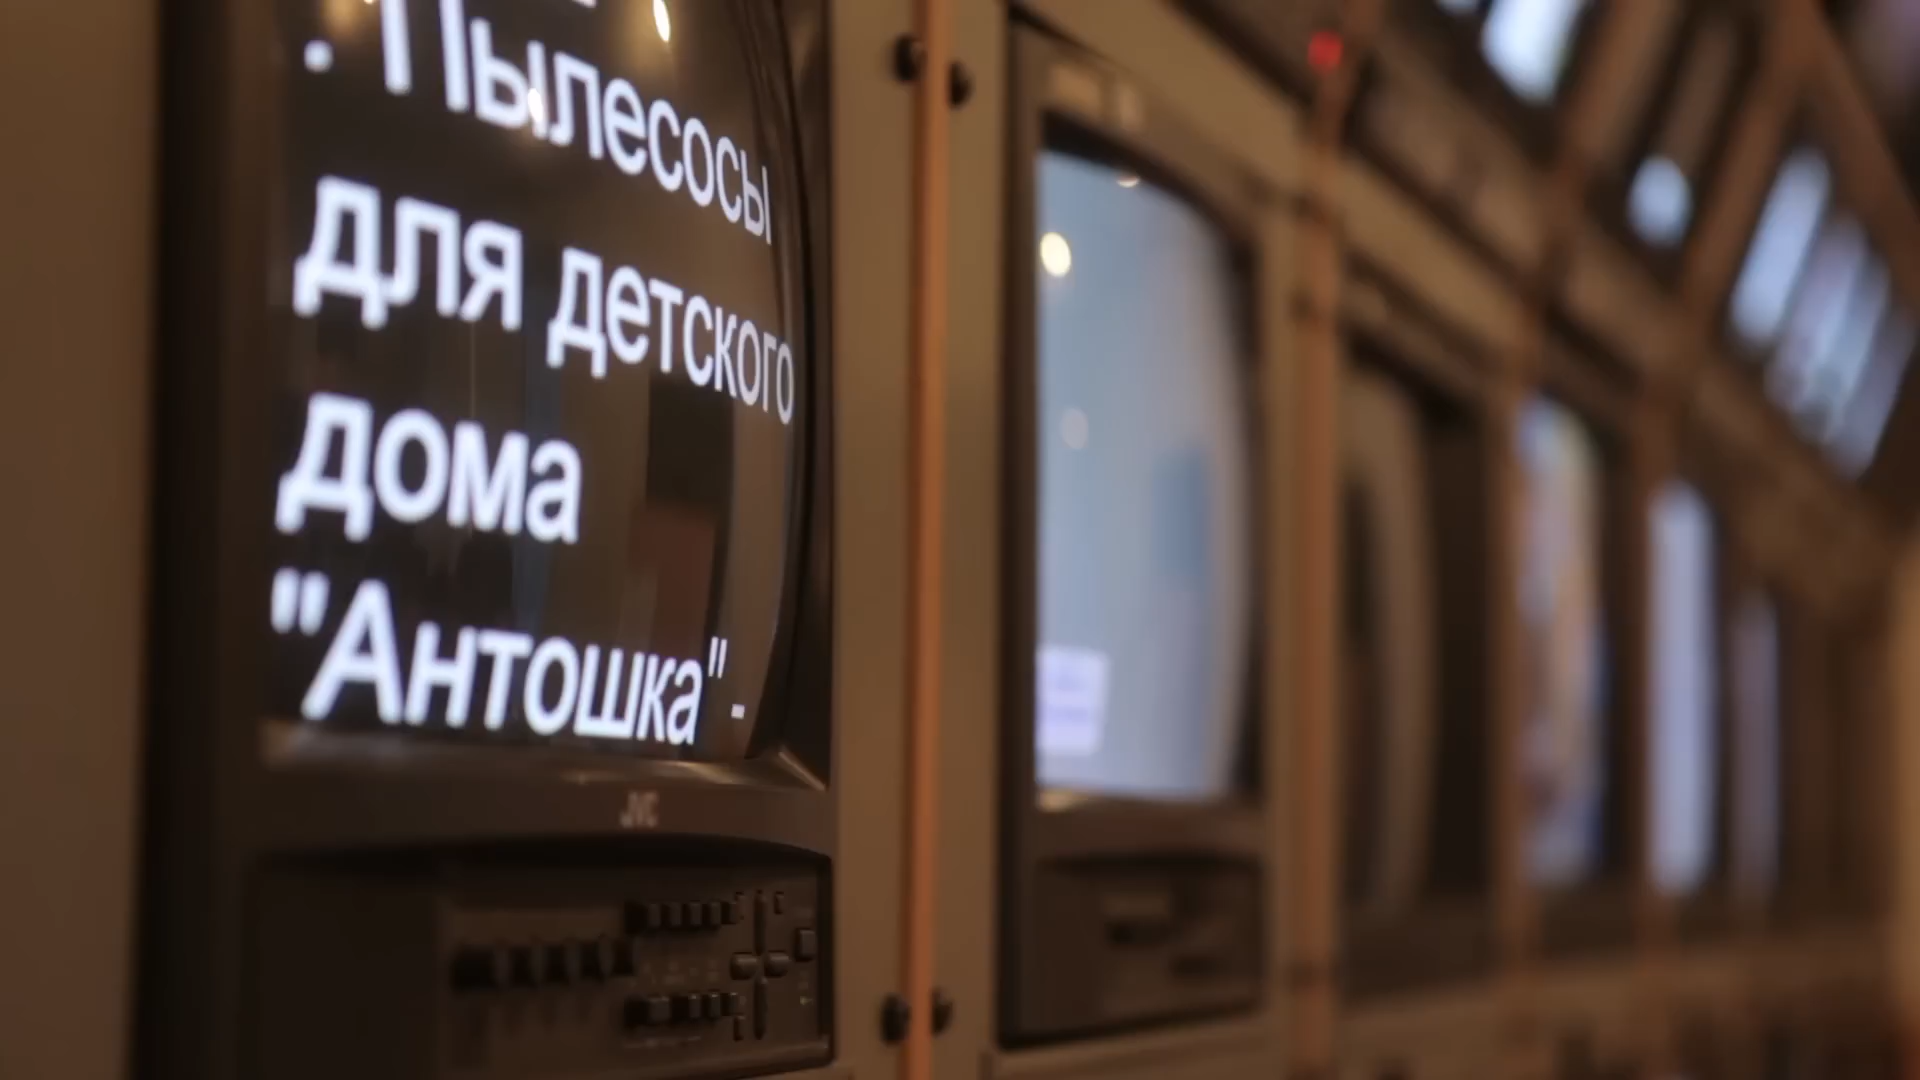 . Пылесосы
для детского
дома
"Антошка" -
JVC